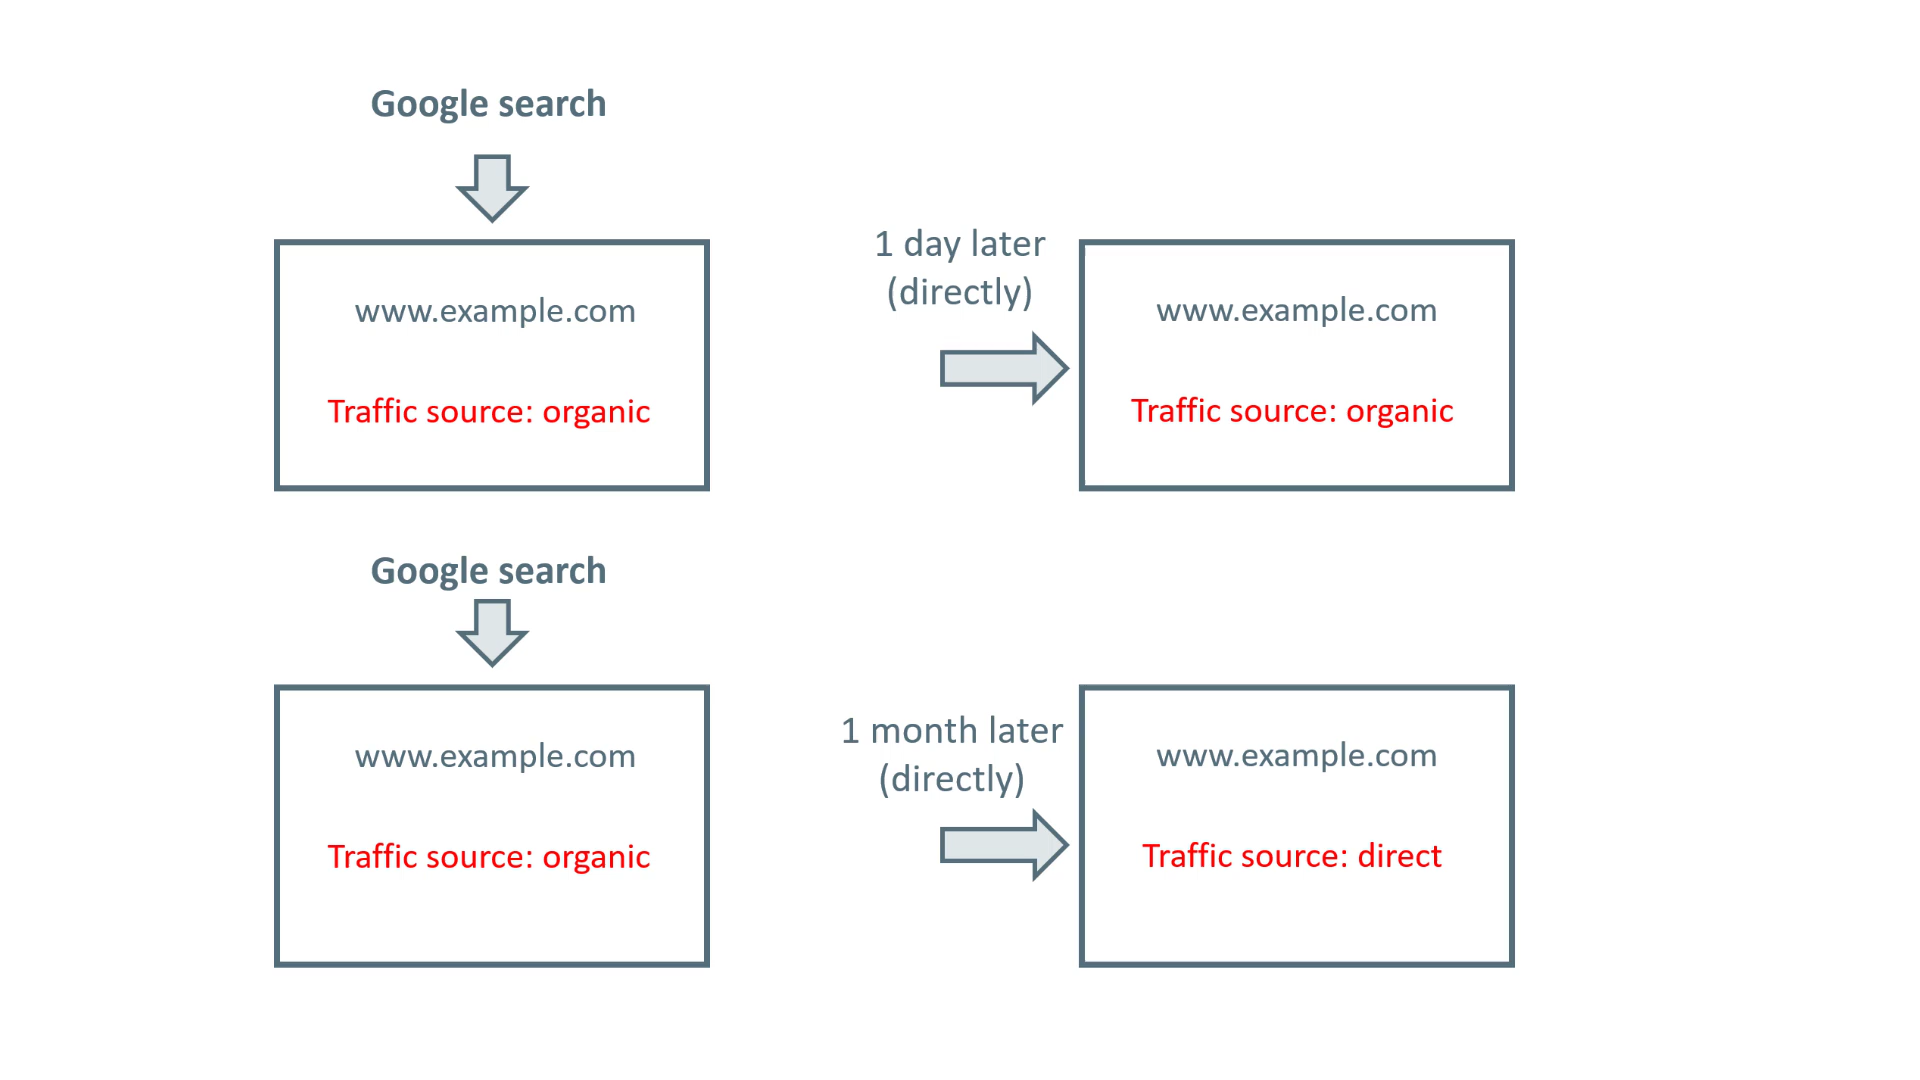 Google search
www.example.com
Traffic source: organic
1 day later
(directly)
www.example.com
Traffic source: organic
Google search
www.example.com
Traffic source: organic
1 month later
(directly)
www.example.com
Traffic source: direct